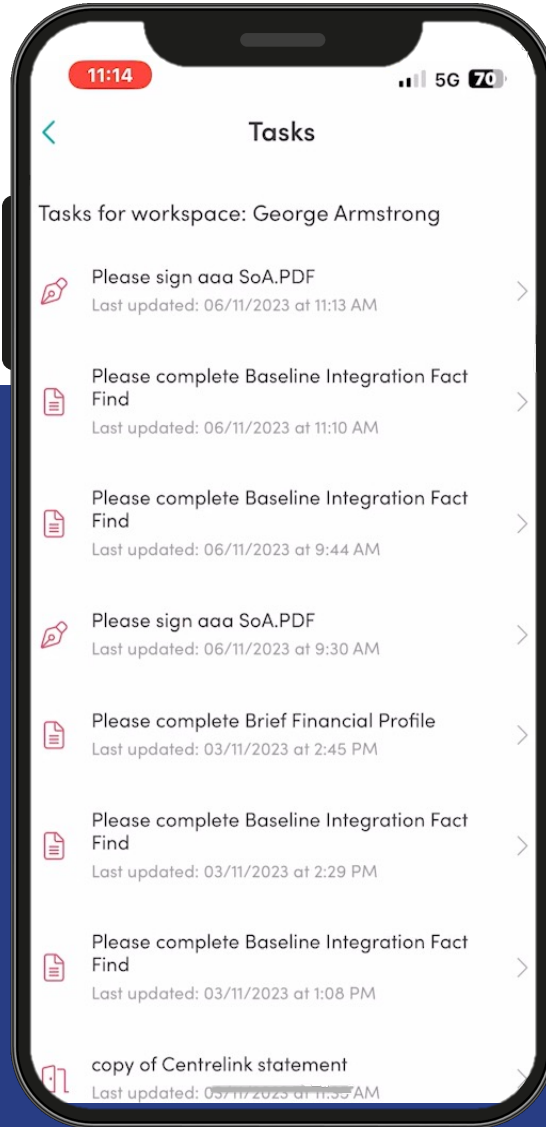 11:14
5G 70
Tasks
Tasks for workspace: George Armstrong
Please sign aaa SoA.PDF
Last updated: 06/11/2023 at 11:13 AM
Please complete Baseline Integration Fact
Find
Last updated: 06/11/2023 at 11:10 AM
Please complete Baseline Integration Fact
Find
Last updated: 06/11/2023 at 9:44 AM
Please sign aaa SoA.PDF
Last updated: 06/11/2023 at 9:30 AM
Please complete Brief Financial Profile
Last updated: 03/11/2023 at 2:45 PM
Please complete Baseline Integration Fact
Find
Last updated: 03/11/2023 at 2:29 PM
Please complete Baseline Integration Fact
Find
Last updated: 03/11/2023 at 1:08 PM
copy of Centrelink statement
Last updated: AM